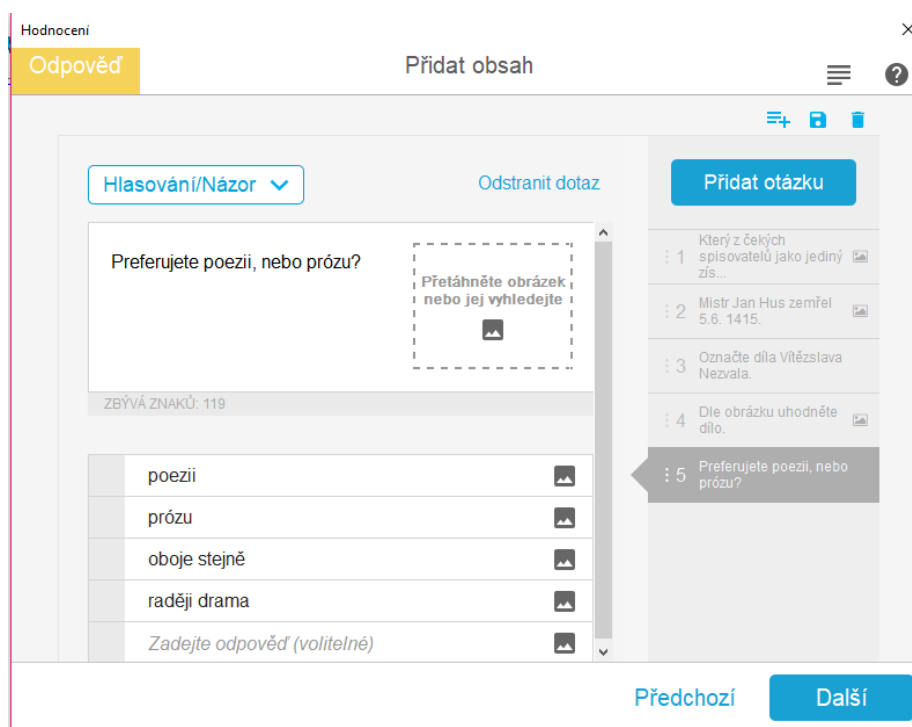 Hodnocení
Odpověď
Přidat obsah
Hlasování/Názor
Odstranit dotaz
Přidat otázku
Preferujete poezii, nebo prózu?
Přetáhněte obrázek
nebo jej vyhledejte
ZBÝVÁ ZNAKŮ: 119
poezii
prózu
oboje stejně
raději drama
Zadejte odpověď (volitelné)
1 Který z čekých
spisovatelů jako jediný
zís...
2 Mistr Jan Hus zemřel
5.6. 1415.
3 Označte díla Vítězslava
Nezvala.
4 Dle obrázku uhodněte
dílo.
5 Preferujete poezii, nebo
prózu?
Předchozí
Další